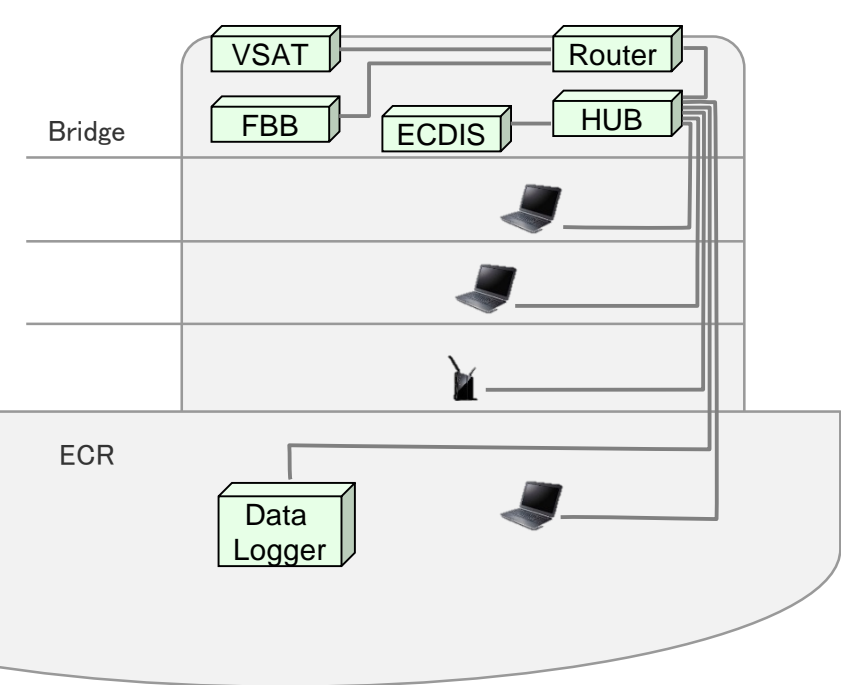 VSAT
Router
Bridge
FBB
ECDIS
HUB
ECR
Data
Logger